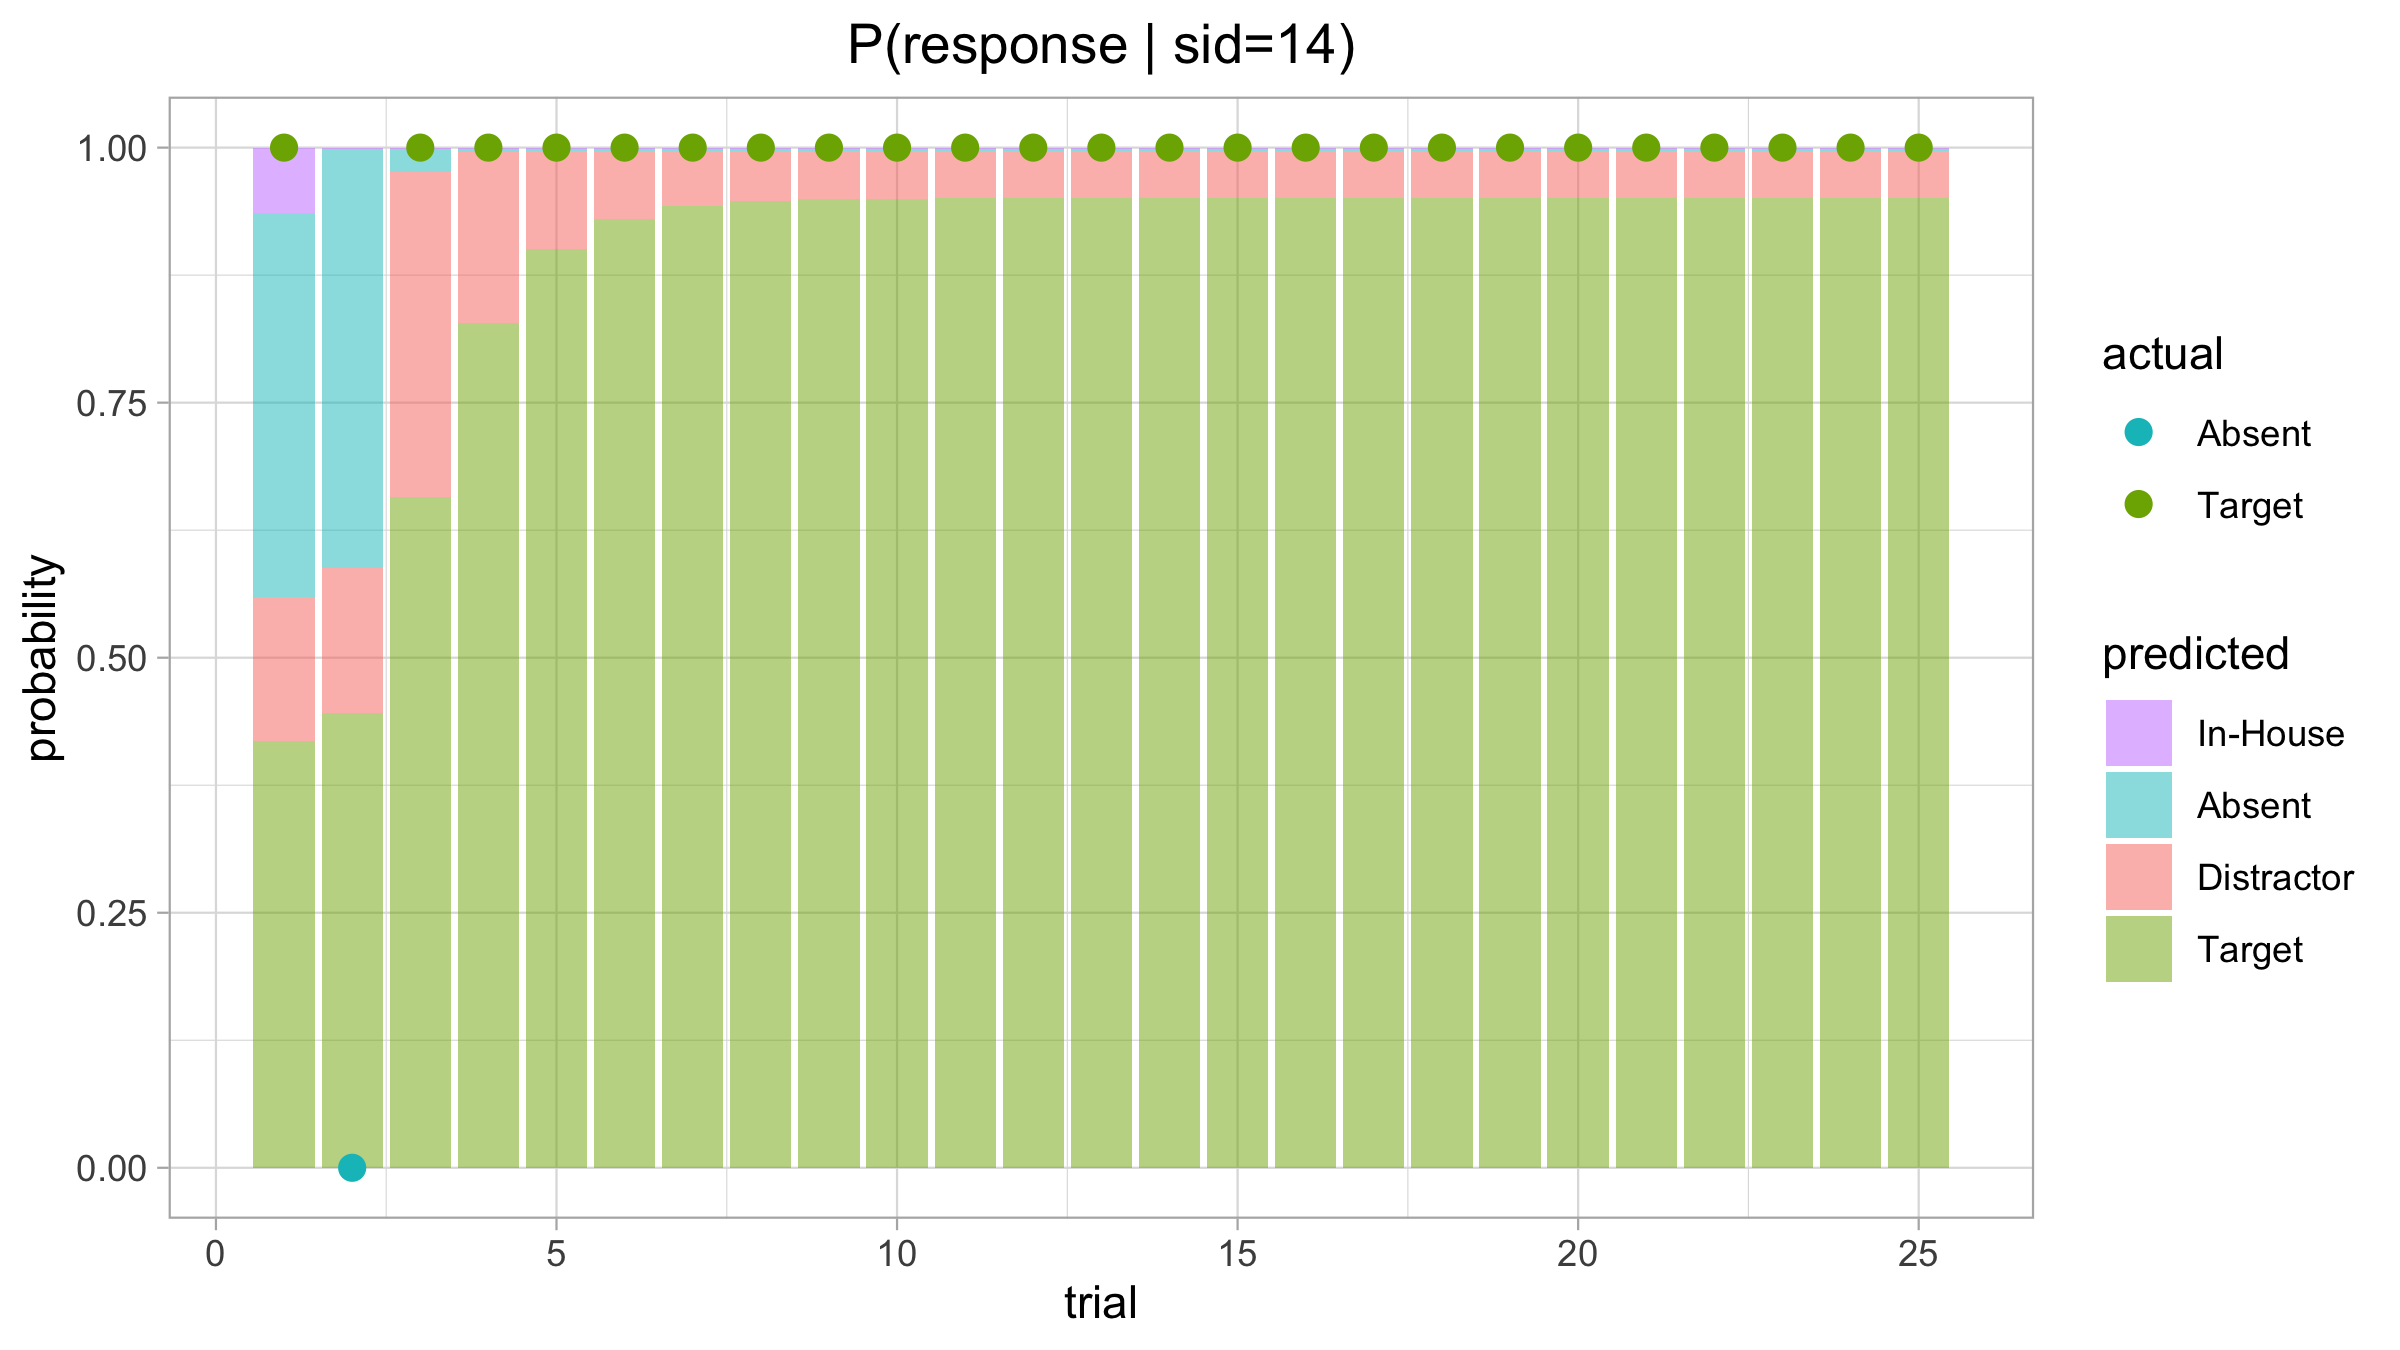 P(response | sid=14)
1.00
0.75
0.50
0.25
0.00
probability
0
5
10
15
20
25
trial
actual
Absent
Target
predicted
In-House
Absent
Distractor
Target